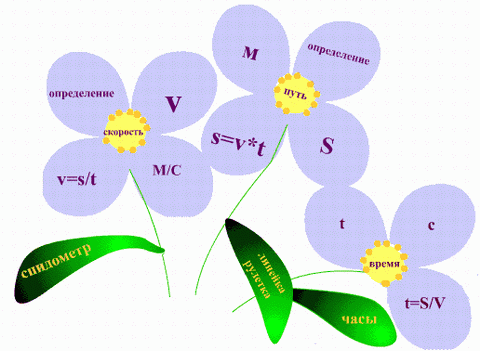 м
определение
путь
s=v*t
S
определение
V
скорость
v=s/t
М/С
t
с
время
t=S/V
спидометр
линейка
рулетка
часы